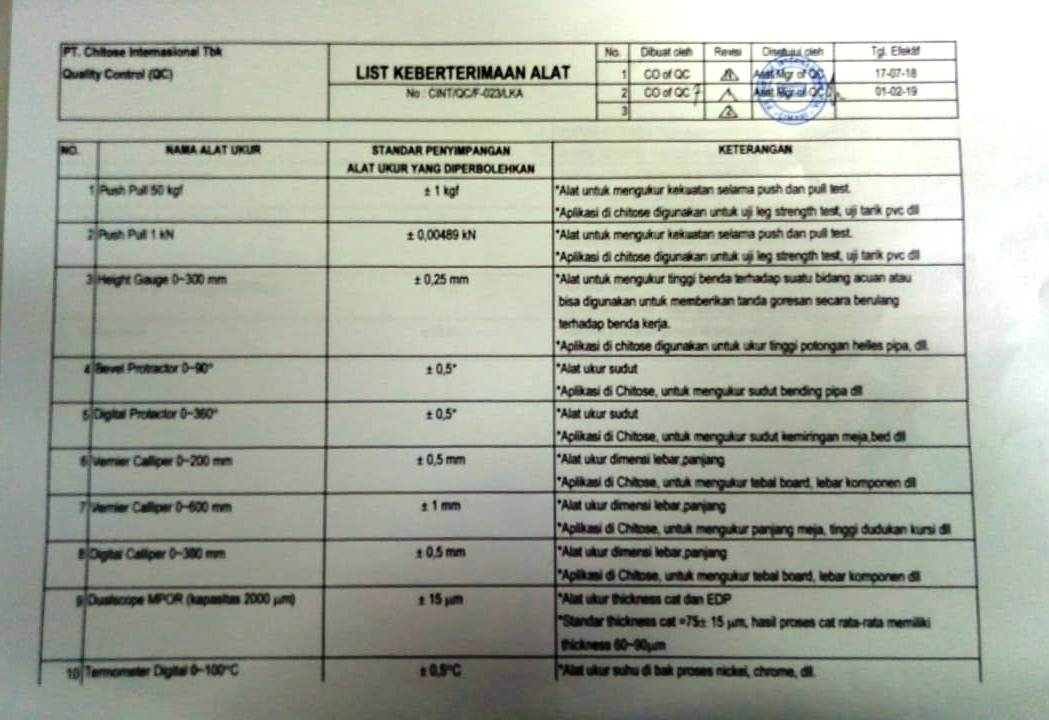 PT. Chitose Internasional Tbk
Quality Control (QC)
LIST KEBERTERIMAAN ALAT
No : CINT/QC/F-023/LKA
No. Dibuat oleh Revisi Disetujui oleh Tgl. Efektif
1 CO of QC Asst Mgr of QC 17-07-18
2 CO of QC Asst Mgr of QC 01-02-19
3 2
NO. NAMA ALAT UKUR STANDAR PENYIMPANGAN ALAT UKUR YANG DIPERBOLEHKAN KETERANGAN
1 Push Pull 50 kgf ± 1 kgf *Alat untuk mengukur kekuatan selama push dan pull test.
*Aplikasi di chitose digunakan untuk uji leg strength test, uji tarik pvc dll
2 Push Pull 1 kN ± 0,00489 kN *Alat untuk mengukur kekuatan selama push dan pull test.
*Aplikasi di chitose digunakan untuk uji leg strength test, uji tarik pvc dll
3 Height Gauge 0~300 mm ± 0,25 mm *Alat untuk mengukur tinggi benda terhadap suatu bidang acuan atau
bisa digunakan untuk memberikan tanda goresan secara berulang
terhadap benda kerja.
*Aplikasi di chitose digunakan untuk ukur tinggi potongan helles pipa, dll.
4 Bevel Protractor 0~90° ± 0,5° *Alat ukur sudut
*Aplikasi di Chitose, untuk mengukur sudut bending pipa dll
5 Digital Protactor 0~360° ± 0,5° *Alat ukur sudut
*Aplikasi di Chitose, untuk mengukur sudut kemiringan meja,bed dll
6 Vernier Calliper 0~200 mm ± 0,5 mm *Alat ukur dimensi lebar,panjang
*Aplikasi di Chitose, untuk mengukur tebal board, lebar komponen dll
7 Vernier Calliper 0~600 mm ± 1 mm *Alat ukur dimensi lebar,panjang
*Aplikasi di Chitose, untuk mengukur panjang meja, tinggi dudukan kursi dll
8 Digital Calliper 0~300 mm ± 0,5 mm *Alat ukur dimensi lebar,panjang
*Aplikasi di Chitose, untuk mengukur tebal board, lebar komponen dll
9 Dualscope MPOR (kapasitas 2000 µm) ± 15 µm *Alat ukur thickness cat dan EDP
*Standar thickness cat =75± 15 µm, hasil proses cat rata-rata memiliki
thickness 60~90µm
10 Termometer Digital 0~100°C ± 0,5°C *Alat ukur suhu di bak proses nickel, chrome, dll.